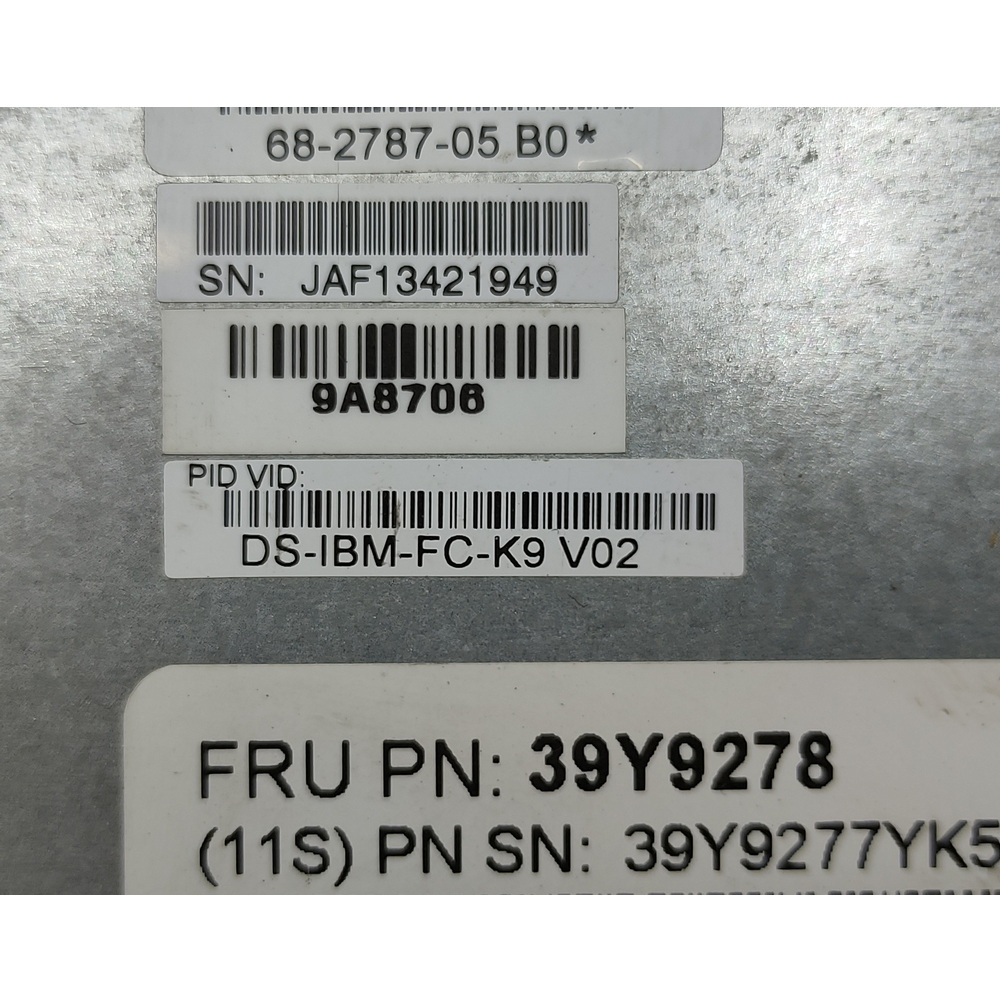 68-2787-05 B0*
SN: JAF13421949
9A8706
PID VID:
DS-IBM-FC-K9 V02
FRU PN: 39Y9278
(11S) PN SN: 39Y9277YK5